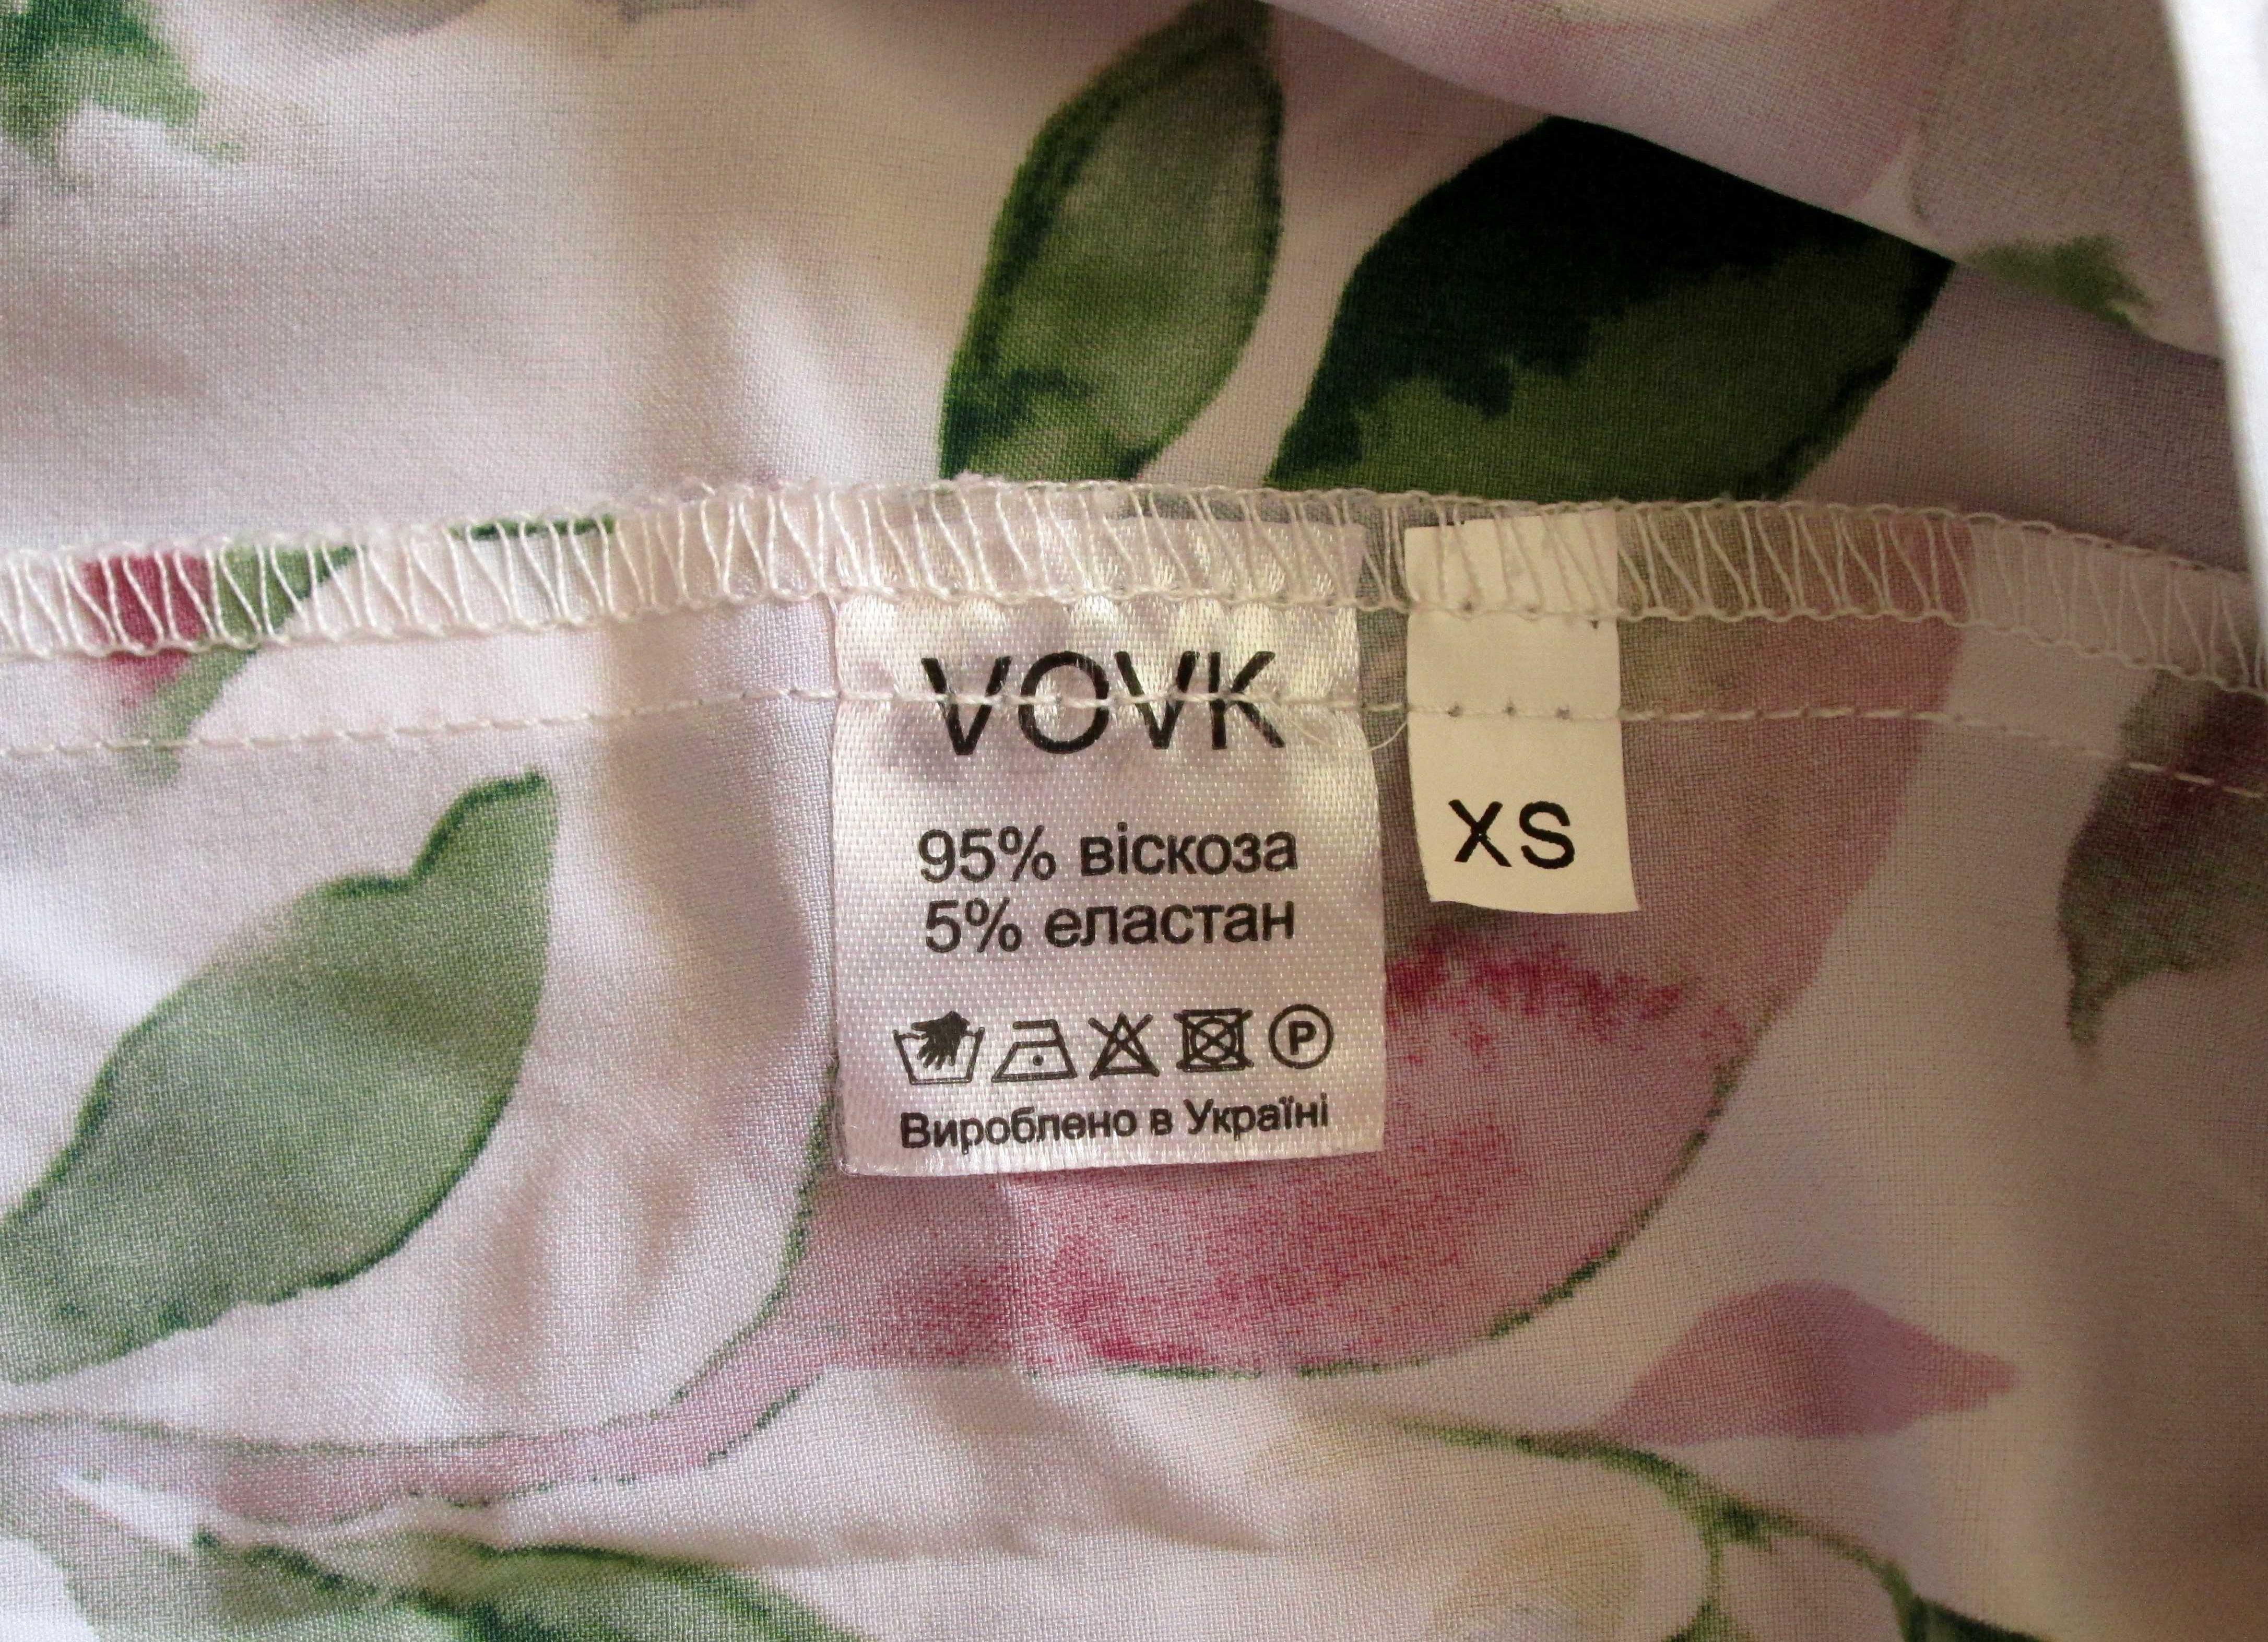 VOVK
95% віскоза
5% еластан
P
Вироблено в Україні
XS